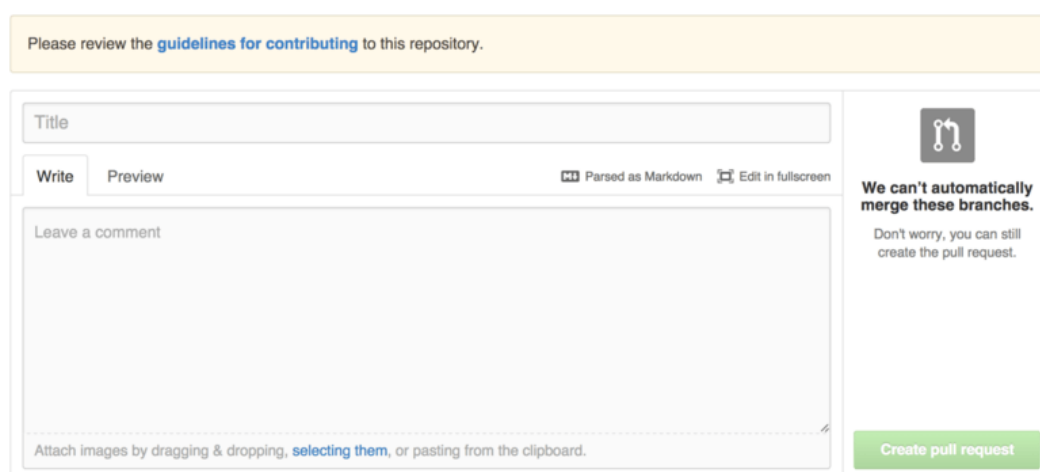 Please review the guidelines for contributing to this repository.
Title
Write Preview Parsed as Markdown Edit in fullscreen
Leave a comment
Attach images by dragging & dropping, selecting them, or pasting from the clipboard.
We can't automatically
merge these branches.
Don't worry, you can still
create the pull request.
Create pull request